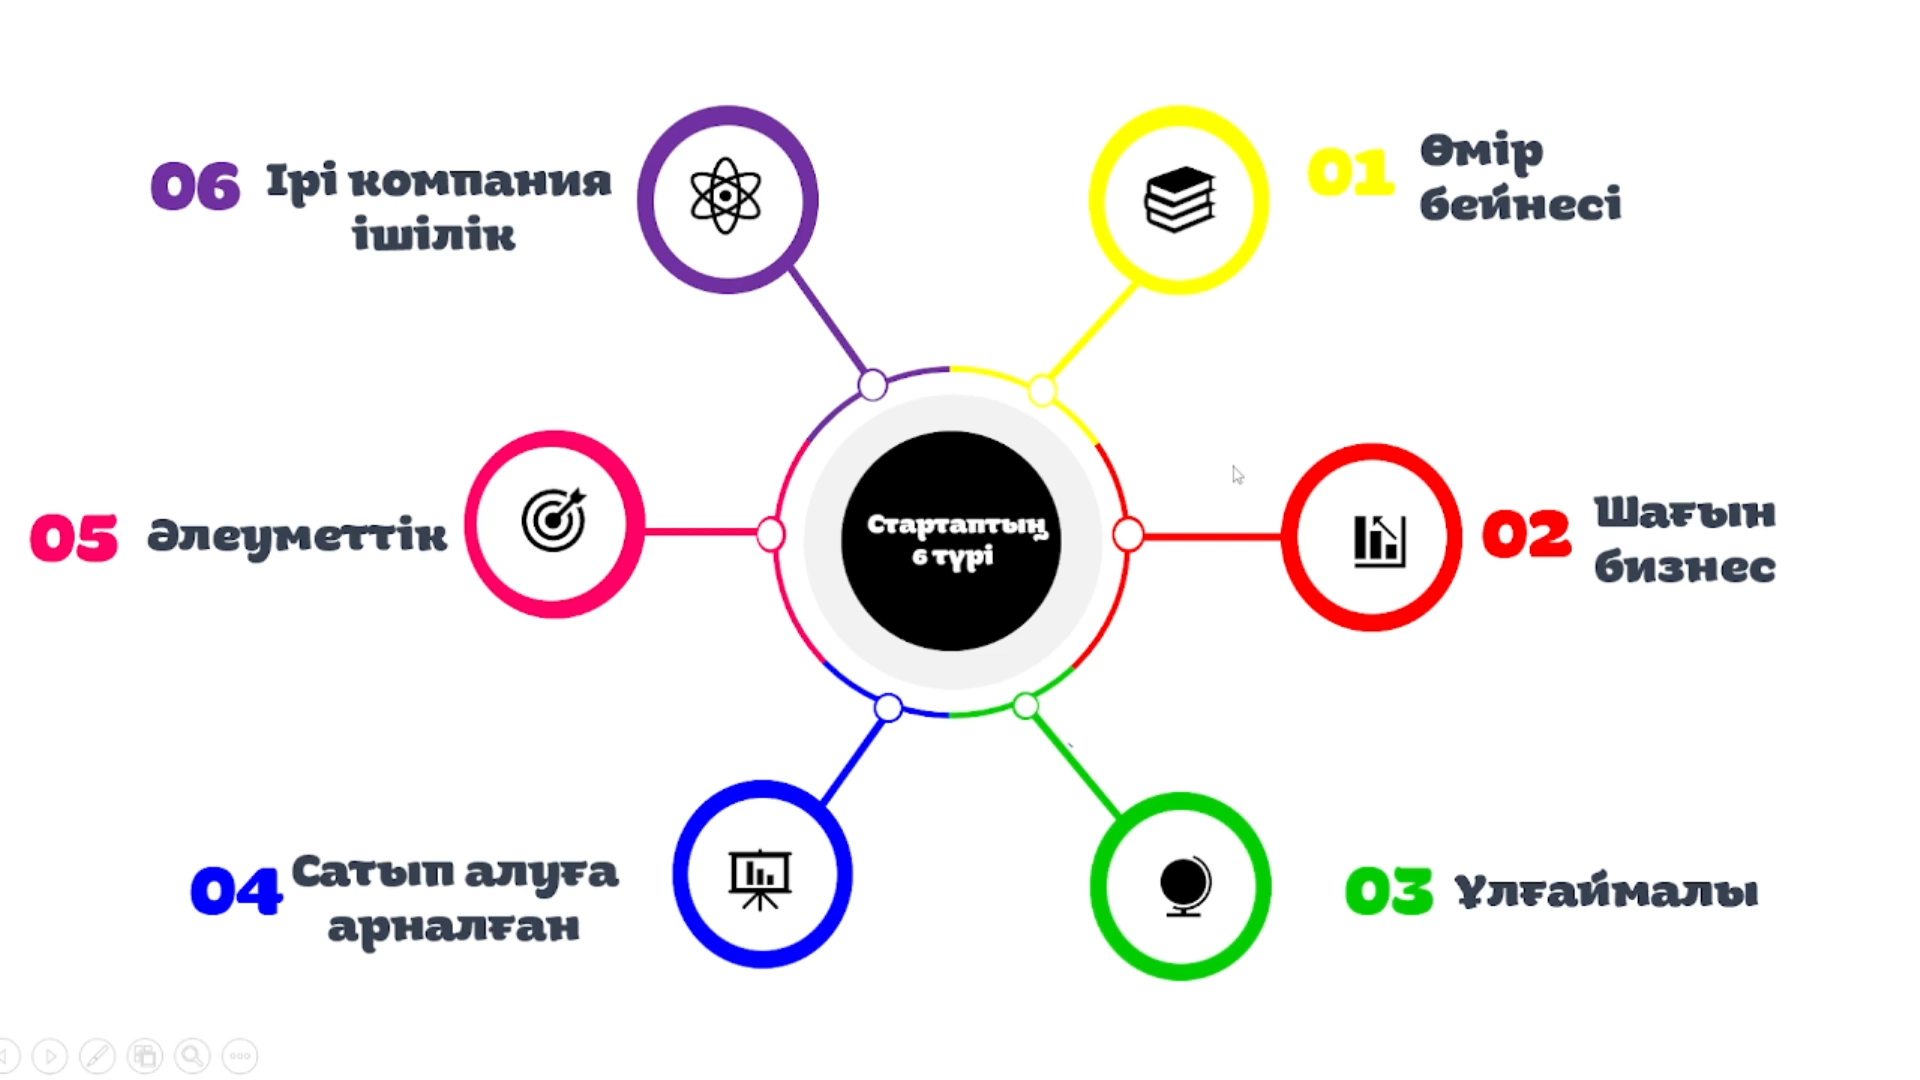 Стартаптың
6 түрі
01 Өмір
бейнесі
02 Шағын
бизнес
03 Ұлғаймалы
04 Сатып алуға
арналған
05 Әлеуметтік
06 Ірі компания
ішілік